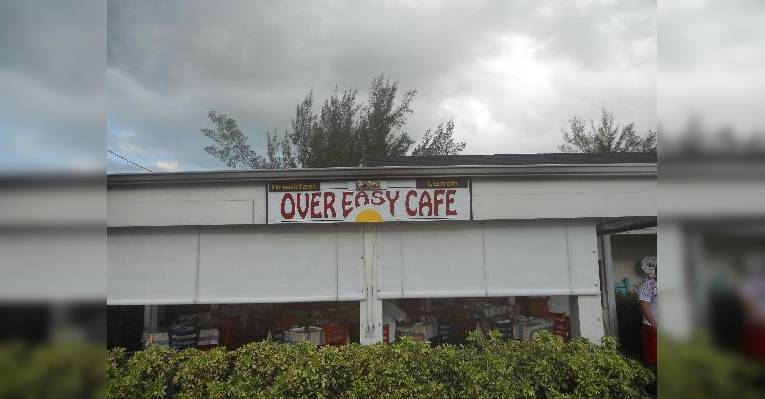 Breakfast Lunch
OVER EASY CAFE